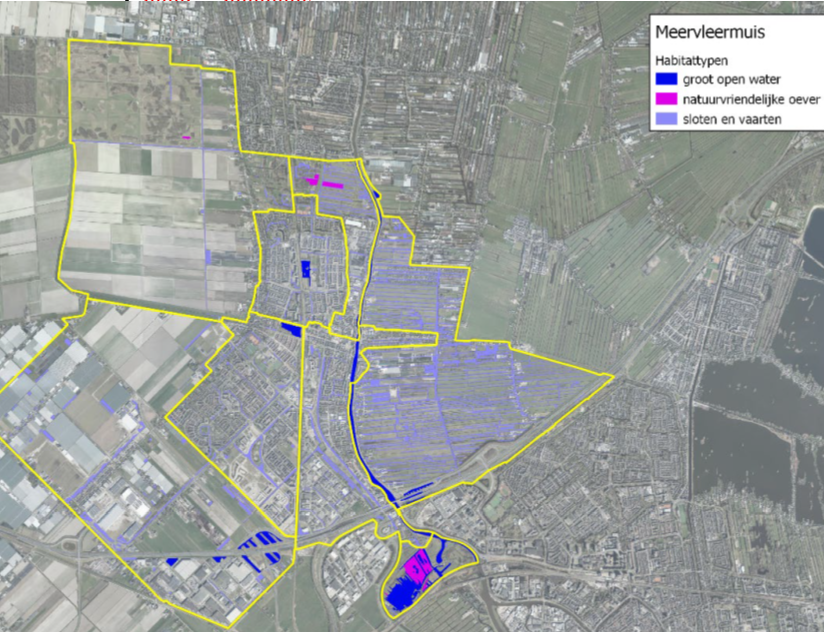 Meervleermuis
Habitattypen
groot open water
natuurvriendelijke oever
sloten en vaarten